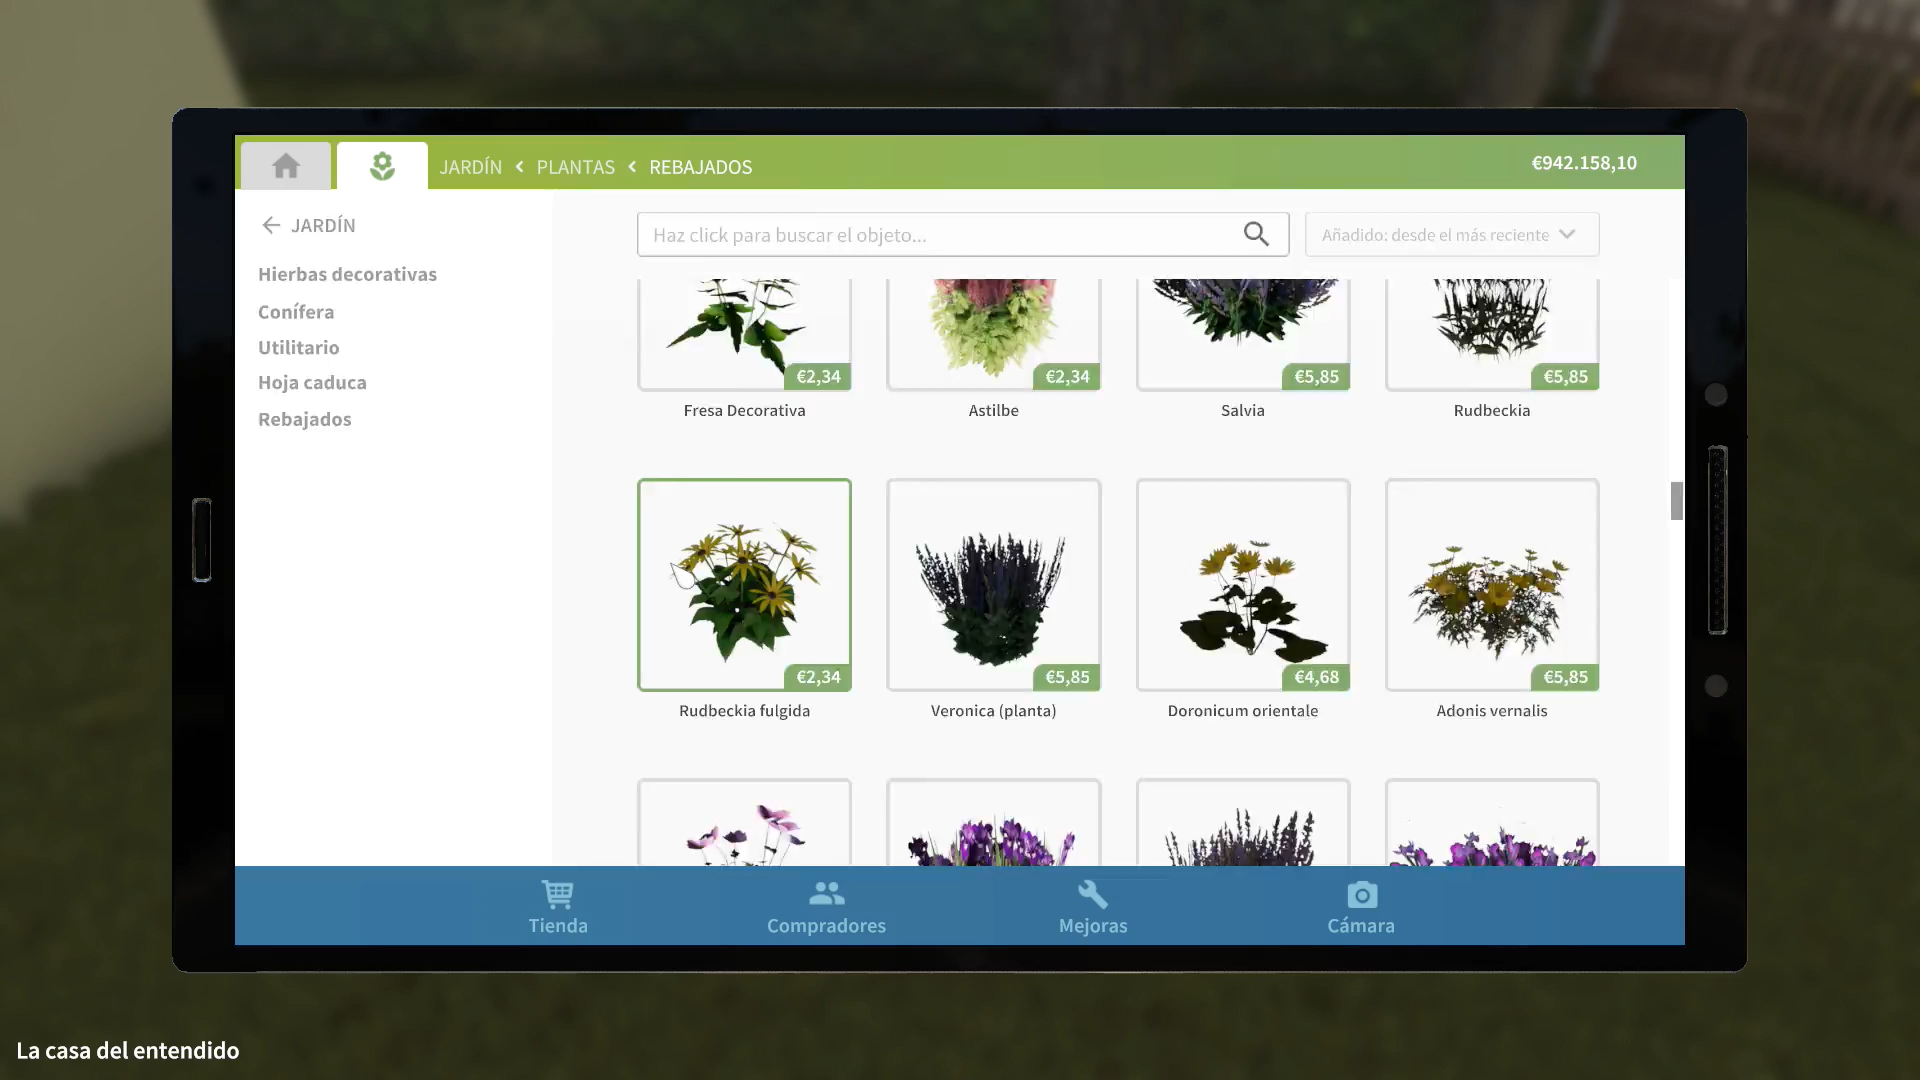 JARDÍN PLANTAS REBAJADOS
€942.158,10
JARDÍN
Hierbas decorativas
Conífera
Utilitario
Hoja caduca
Rebajados
Haz click para buscar el objeto...
Añadido: desde el más reciente
€2,34
€2,34
€5,85
€5,85
Fresa Decorativa
Astilbe
Salvia
Rudbeckia
€2,34
€5,85
€4,68
€5,85
Rudbeckia fulgida
Veronica (planta)
Doronicum orientale
Adonis vernalis
Tienda
Compradores
Mejoras
Cámara
La casa del entendido